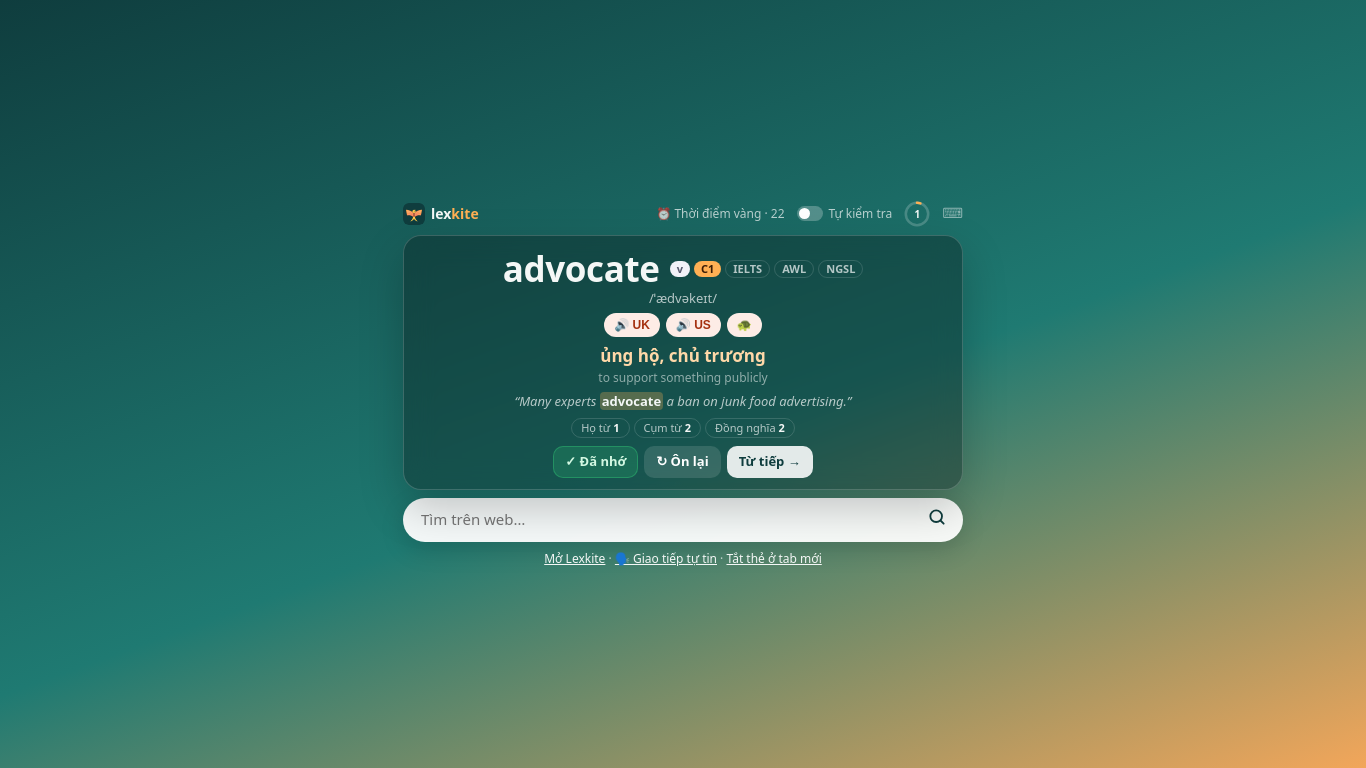 lexkite
⏰ Thời điểm vàng · 22 Tự kiểm tra 1
advocate v C1 IELTS AWL NGSL
/ˈædvəkeɪt/
🔊 UK 🔊 US 🐢
ủng hộ, chủ trương
to support something publicly
“Many experts advocate a ban on junk food advertising.”
Họ từ 1 Cụm từ 2 Đồng nghĩa 2
✓ Đã nhớ ↻ Ôn lại Từ tiếp →
Tìm trên web...
Mở Lexkite · 🗣 Giao tiếp tự tin · Tắt thẻ ở tab mới